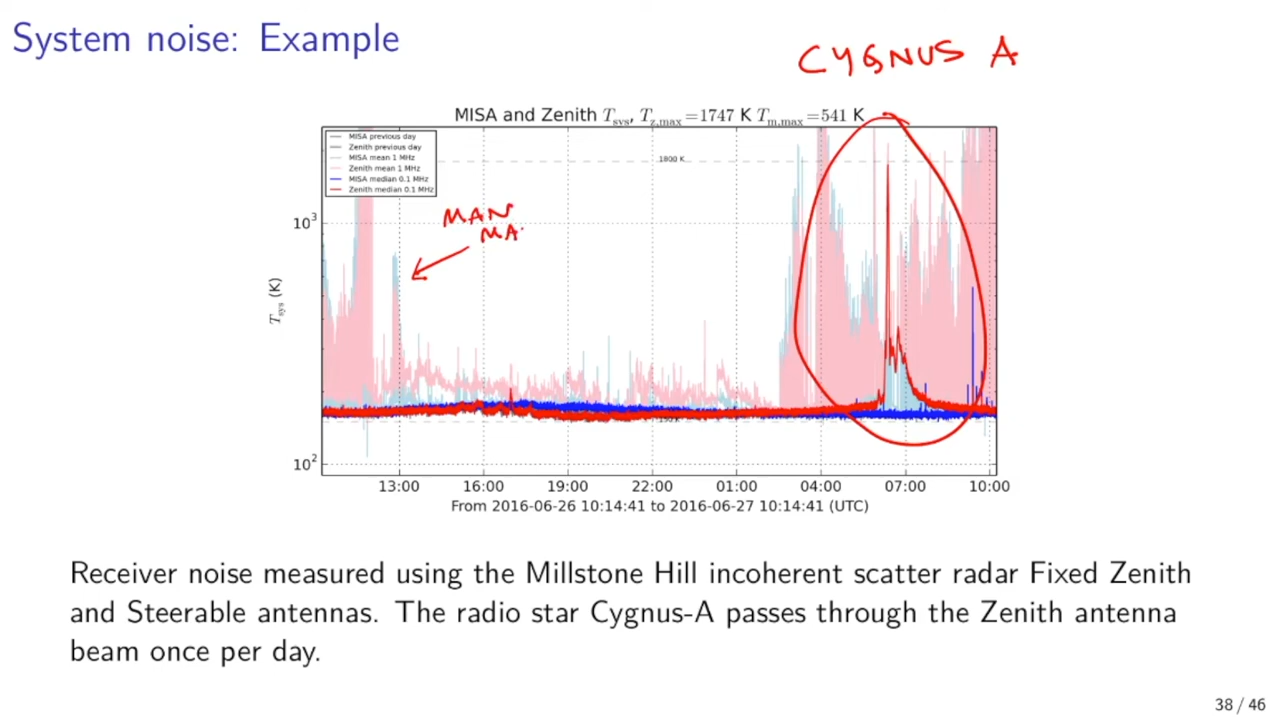 System noise: Example
CYGNUS A
MISA and Zenith T_sys, T_z,max = 1747 K T_m,max = 541 K
MISA previous day
Zenith previous day
MISA mean 1 MHz
Zenith mean 1 MHz
MISA median 0.1 MHz
Zenith median 0.1 MHz
1800 K
10³
MAN
MA
T_sys (K)
10²
13:00 16:00 19:00 22:00 01:00 04:00 07:00 10:00
From 2016-06-26 10:14:41 to 2016-06-27 10:14:41 (UTC)
Receiver noise measured using the Millstone Hill incoherent scatter radar Fixed Zenith
and Steerable antennas. The radio star Cygnus-A passes through the Zenith antenna
beam once per day.
38 / 46